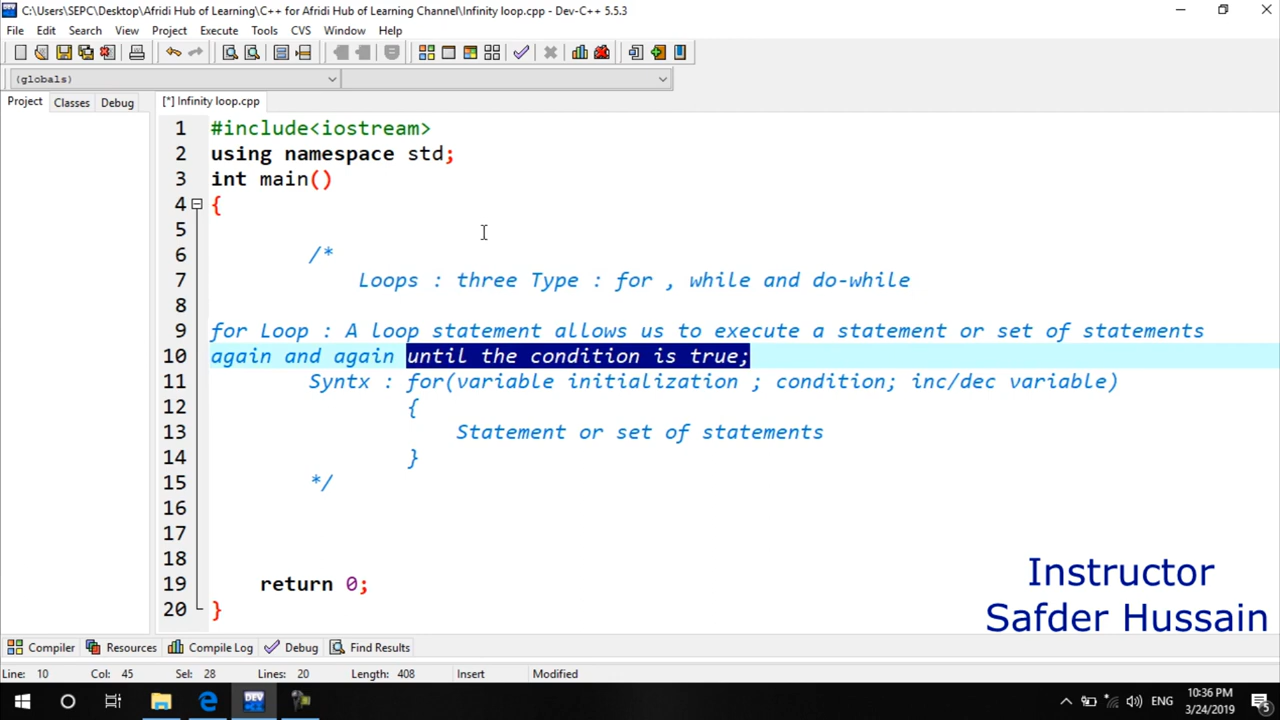 C:\Users\SEPC\Desktop\Afridi Hub of Learning\C++ for Afridi Hub of Learning Channel\Infinity loop.cpp - Dev-C++ 5.5.3
File Edit Search View Project Execute Tools CVS Window Help
(globals)
Project Classes Debug [*] Infinity loop.cpp
1 #include<iostream>
2 using namespace std;
3 int main()
4 {
5
6 /*
7 Loops : three Type : for , while and do-while
8
9 for Loop : A loop statement allows us to execute a statement or set of statements
10 again and again until the condition is true;
11 Syntx : for(variable initialization ; condition; inc/dec variable)
12 {
13 Statement or set of statements
14 }
15 */
16
17
18
19 return 0;
20 }
Instructor
Safder Hussain
Compiler Resources Compile Log Debug Find Results
Line: 10 Col: 45 Sel: 28 Lines: 20 Length: 408 Insert Modified
DEV ENG 10:36 PM
3/24/2019 5